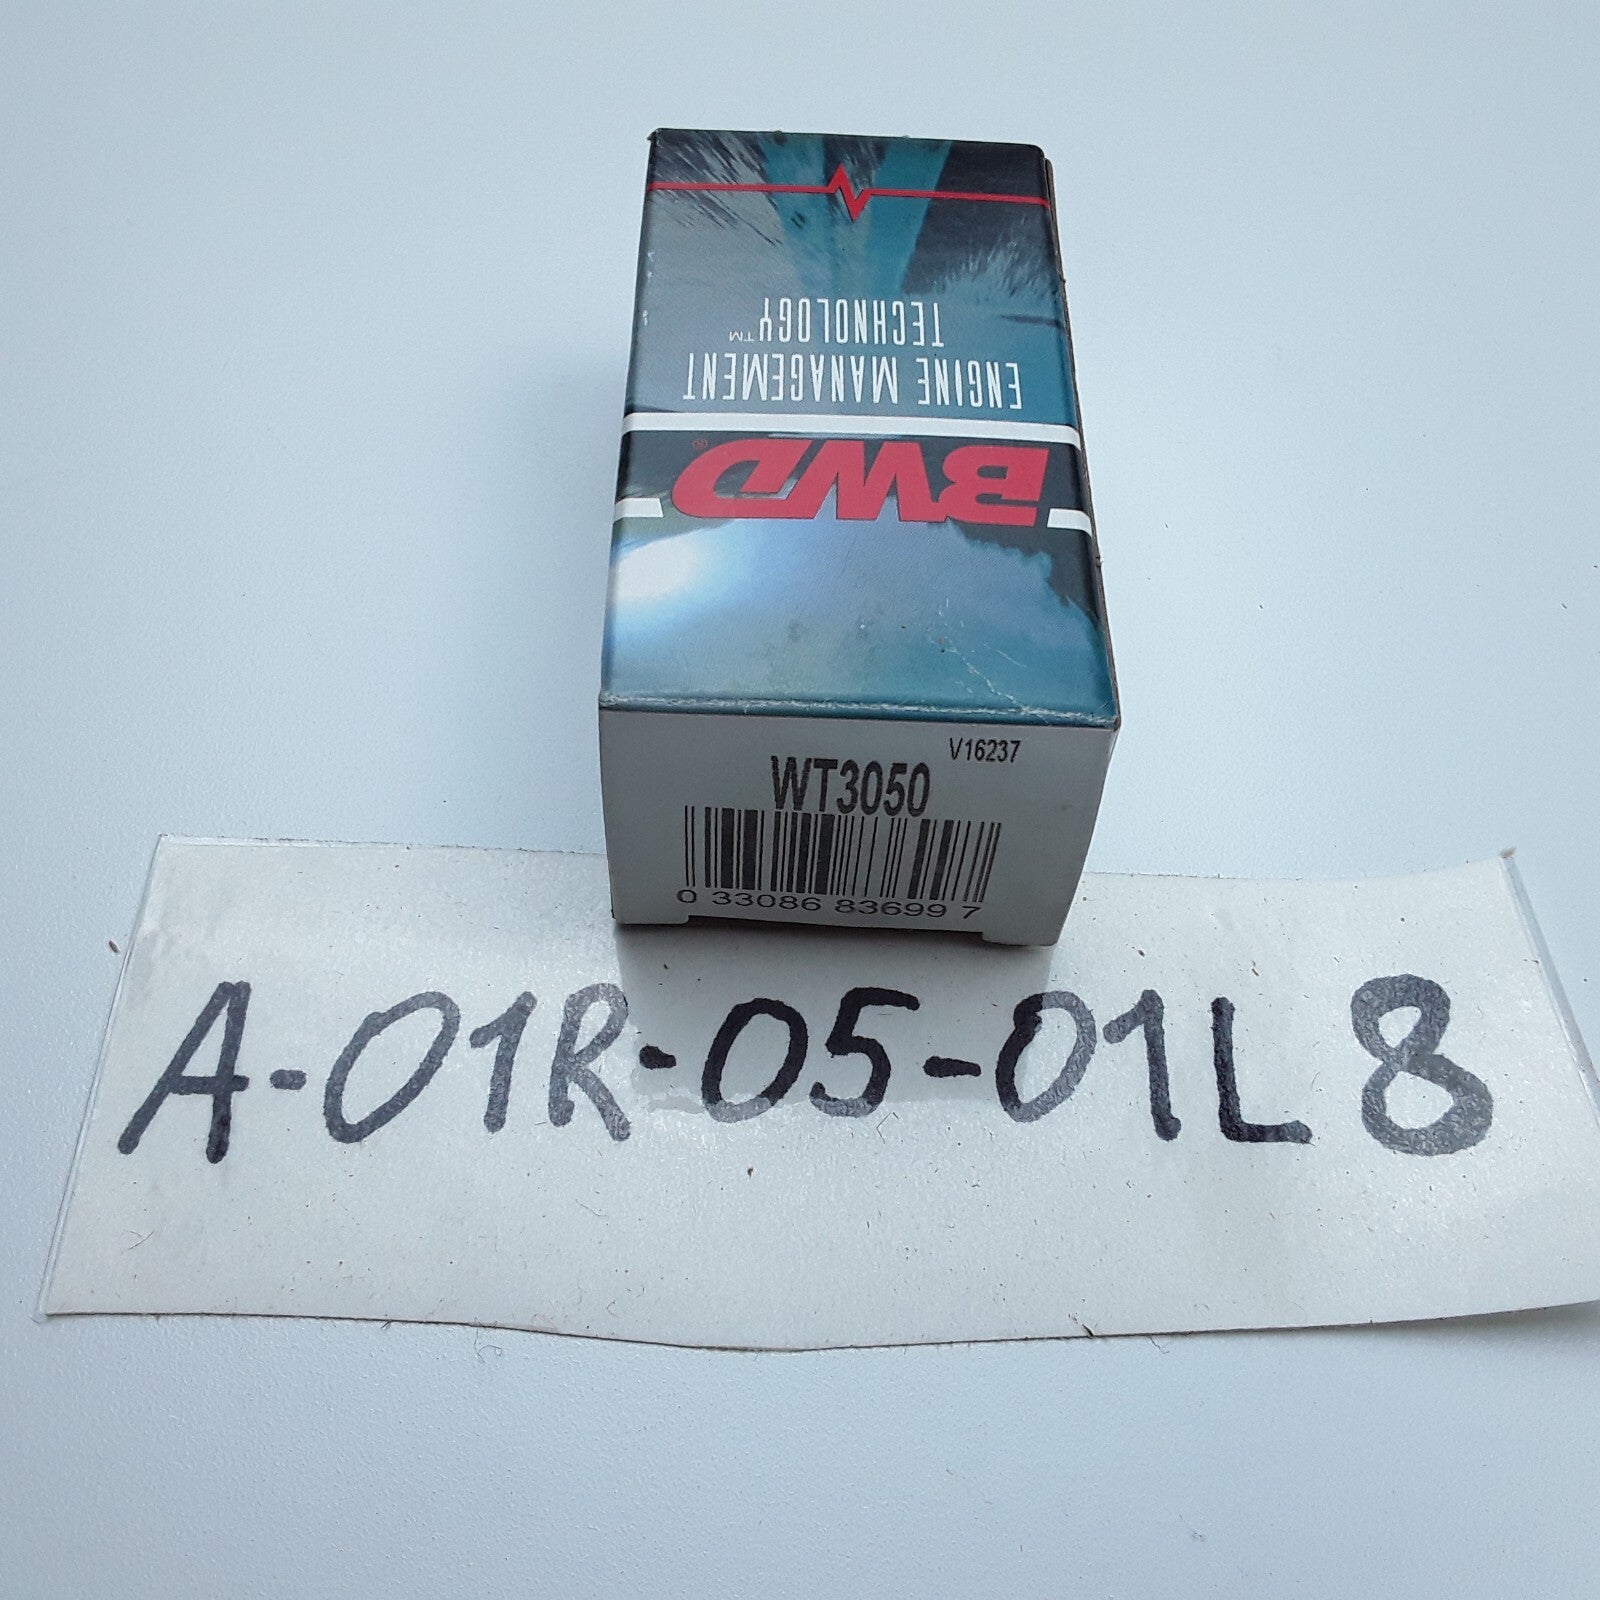 BWD®
ENGINE MANAGEMENT
TECHNOLOGY™
V16237
WT3050
0 33086 83699 7
A-01R-05-01L8